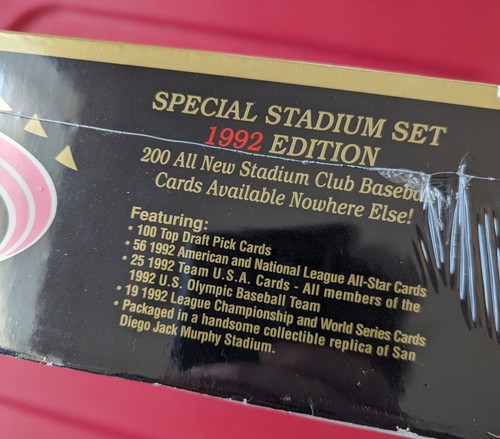 SPECIAL STADIUM SET
1992 EDITION
200 All New Stadium Club Baseba
Cards Available Nowhere Else!
Featuring:
• 100 Top Draft Pick Cards
• 56 1992 American and National League All-Star Cards
• 25 1992 Team U.S.A. Cards - All members of the
1992 U.S. Olympic Baseball Team
• 19 1992 League Championship and World Series Cards
• Packaged in a handsome collectible replica of San
Diego Jack Murphy Stadium.